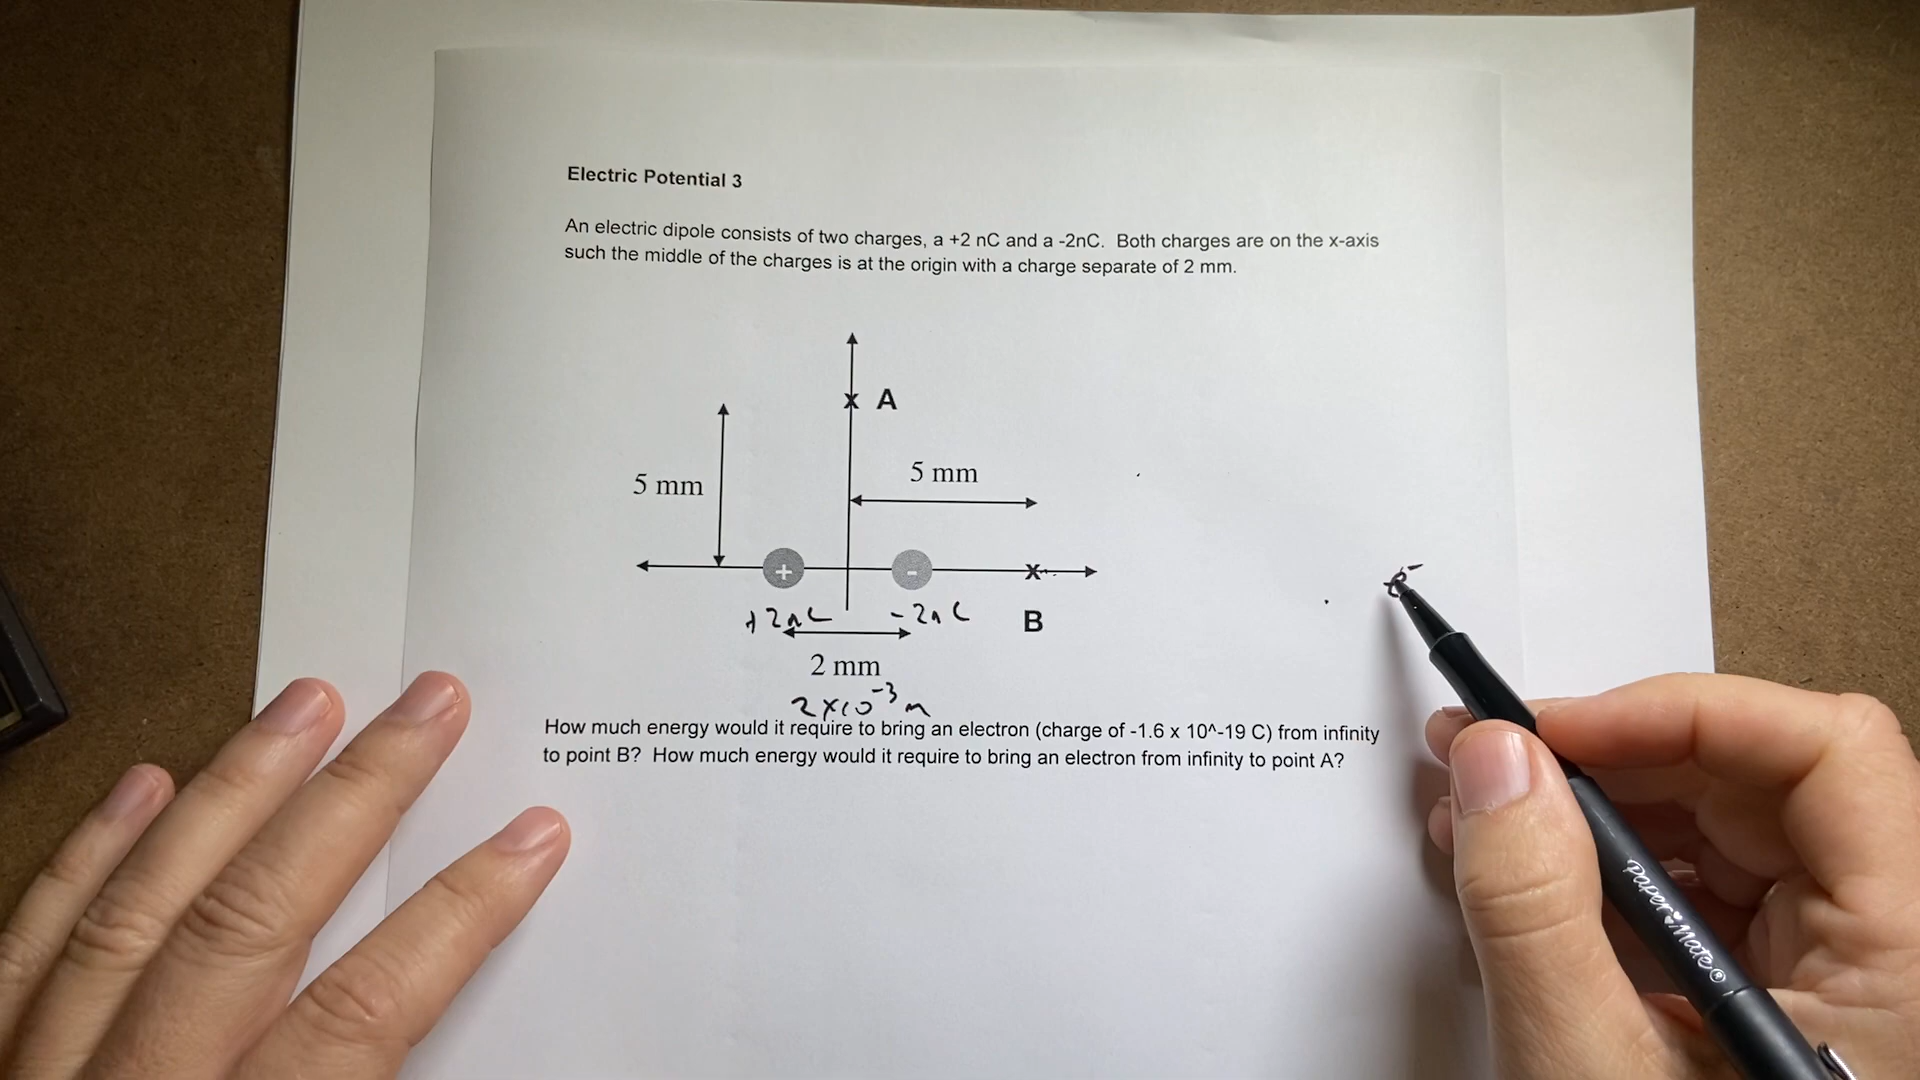 Electric Potential 3
An electric dipole consists of two charges, a +2 nC and a -2nC. Both charges are on the x-axis
such the middle of the charges is at the origin with a charge separate of 2 mm.
x A
5 mm
5 mm
+ -
x
+2nC -2nC
B
e-
2 mm
2x10^-3 m
How much energy would it require to bring an electron (charge of -1.6 x 10^-19 C) from infinity
to point B? How much energy would it require to bring an electron from infinity to point A?
Paper Mate®